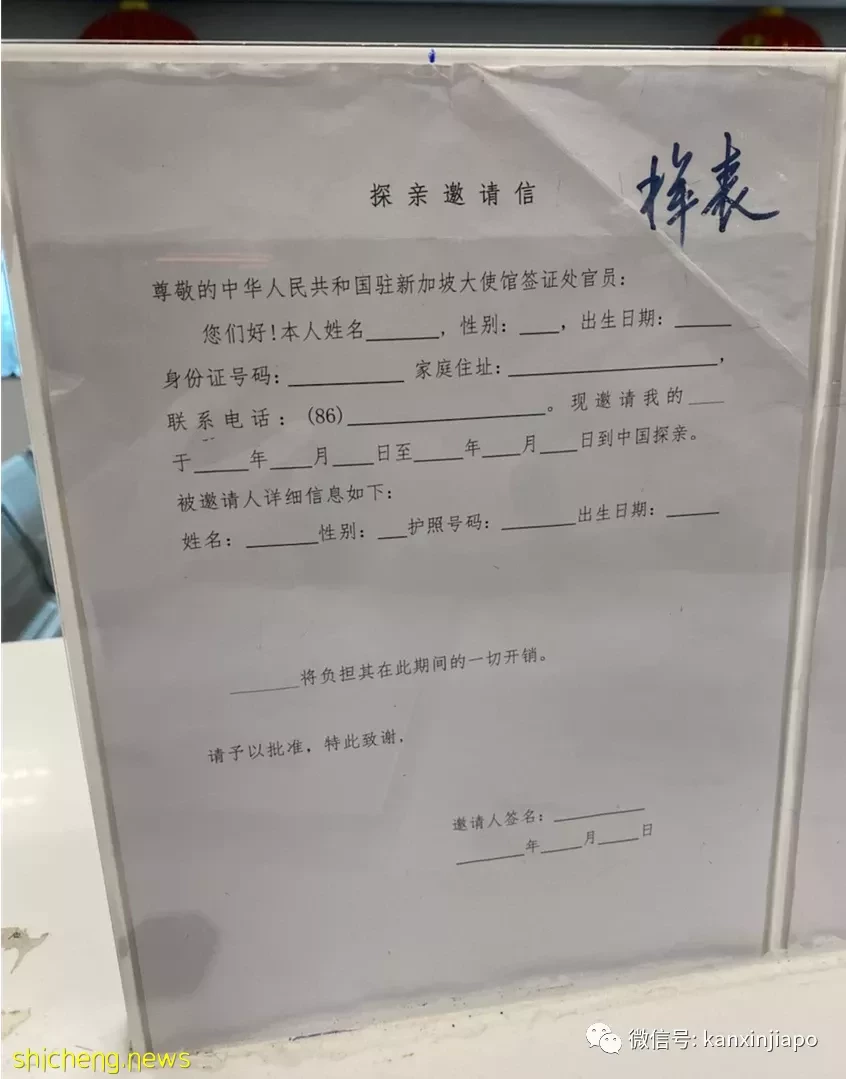 样表
探亲邀请信
尊敬的中华人民共和国驻新加坡大使馆签证处官员：
您们好！本人姓名______，性别：____，出生日期：______
身份证号码：__________ 家庭住址：__________________，
联系电话：(86)_________________。现邀请我的___
于_____年____月____日至_____年____月____日到中国探亲。
被邀请人详细信息如下：
姓名：______性别：___护照号码：_______出生日期：_____
______将负担其在此期间的一切开销。
请予以批准，特此致谢.
邀请人签名：________
______年____月____日
shicheng.news
微信号: kanxinjiapo